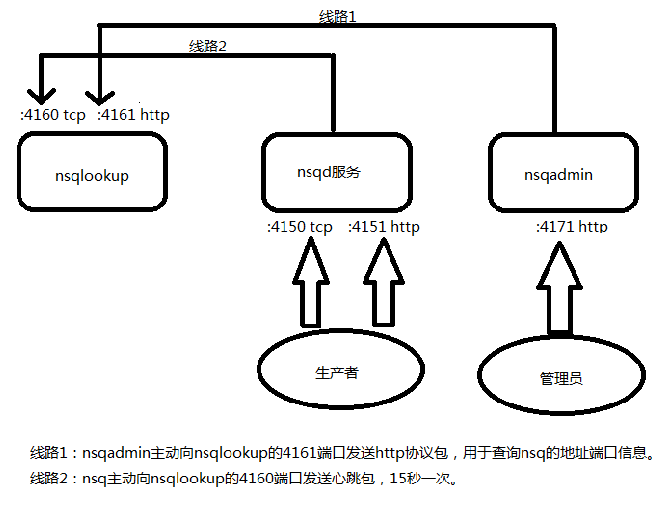 线路1
线路2
:4160 tcp :4161 http
nsqlookup
nsqd服务
nsqadmin
:4150 tcp :4151 http
:4171 http
生产者
管理员
线路1：nsqadmin主动向nsqlcokup的4161端口发送http协议包，用于查询nsq的地址端口信息。
线路2：nsq主动向nsqlookup的4160端口发送心跳包，15秒一次。